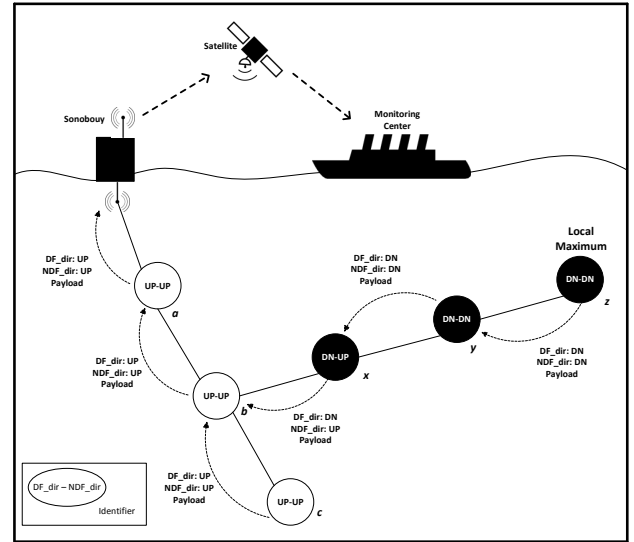 Satellite
Sonobouy
Monitoring
Center
Local
Maximum
DF_dir: UP
NDF_dir: UP
Payload
DF_dir: DN
NDF_dir: DN
Payload
UP-UP
a
DN-DN
z
DN-DN
y
DF_dir: DN
NDF_dir: DN
Payload
DF_dir: UP
NDF_dir: UP
Payload
DN-UP
x
UP-UP
b
DF_dir: DN
NDF_dir: UP
Payload
DF_dir: UP
NDF_dir: UP
Payload
UP-UP
c
DF_dir – NDF_dir
Identifier